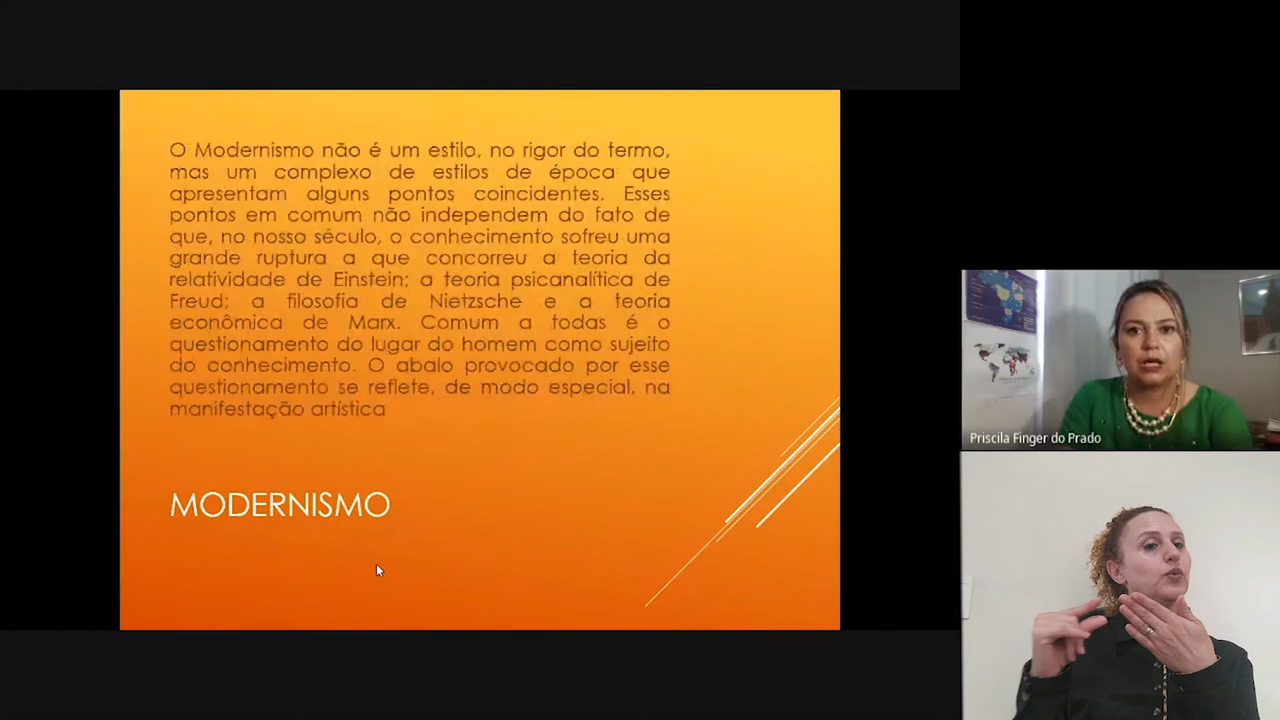 O Modernismo não é um estilo, no rigor do termo,
mas um complexo de estilos de época que
apresentam alguns pontos coincidentes. Esses
pontos em comum não independem do fato de
que, no nosso século, o conhecimento sofreu uma
grande ruptura a que concorreu a teoria da
relatividade de Einstein; a teoria psicanalítica de
Freud; a filosofia de Nietzsche e a teoria
econômica de Marx. Comum a todas é o
questionamento do lugar do homem como sujeito
do conhecimento. O abalo provocado por esse
questionamento se reflete, de modo especial, na
manifestação artística
MODERNISMO
Priscila Finger do Prado